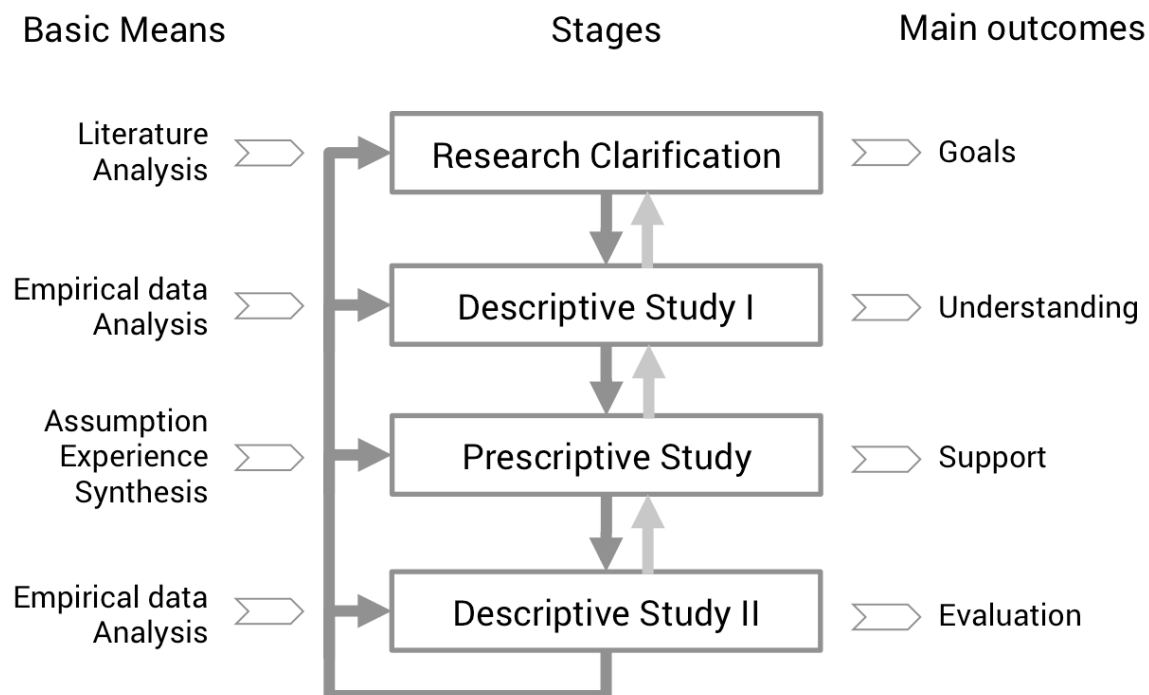 Basic Means
Stages
Main outcomes
Literature
Analysis
Research Clarification
Goals
Empirical data
Analysis
Descriptive Study I
Understanding
Assumption
Experience
Synthesis
Prescriptive Study
Support
Empirical data
Analysis
Descriptive Study II
Evaluation